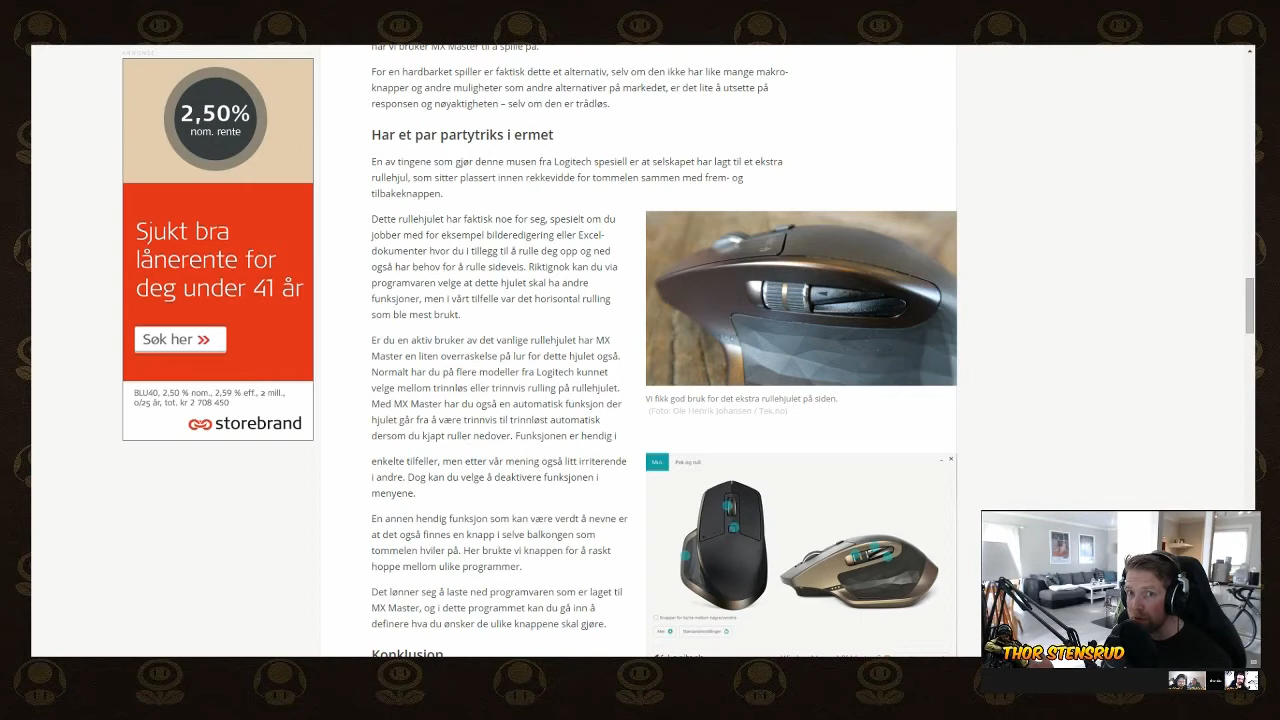 ANNONSE
2,50%
nom. rente
Sjukt bra
lånerente for
deg under 41 år
Søk her
BLU40, 2,50 % nom., 2,59 % eff., 2 mill.,
o/25 år, tot. kr 2 708 450
storebrand
har vi bruker MX Master til å spille på.
For en hardbarket spiller er faktisk dette et alternativ, selv om den ikke har like mange makro-
knapper og andre muligheter som andre alternativer på markedet, er det lite å utsette på
responsen og nøyaktigheten – selv om den er trådløs.
Har et par partytriks i ermet
En av tingene som gjør denne musen fra Logitech spesiell er at selskapet har lagt til et ekstra
rullehjul, som sitter plassert innen rekkevidde for tommelen sammen med frem- og
tilbakeknappen.
Dette rullehjulet har faktisk noe for seg, spesielt om du
jobber med for eksempel bilderedigering eller Excel-
dokumenter hvor du i tillegg til å rulle deg opp og ned
også har behov for å rulle sideveis. Riktignok kan du via
programvaren velge at dette hjulet skal ha andre
funksjoner, men i vårt tilfelle var det horisontal rulling
som ble mest brukt.
Er du en aktiv bruker av det vanlige rullehjulet har MX
Master en liten overraskelse på lur for dette hjulet også.
Normalt har du på flere modeller fra Logitech kunnet
velge mellom trinnløs eller trinnvis rulling på rullehjulet.
Med MX Master har du også en automatisk funksjon der
hjulet går fra å være trinnvis til trinnløst automatisk
dersom du kjapt ruller nedover. Funksjonen er hendig i
enkelte tilfeller, men etter vår mening også litt irriterende
i andre. Dog kan du velge å deaktivere funksjonen i
menyene.
En annen hendig funksjon som kan være verdt å nevne er
at det også finnes en knapp i selve balkongen som
tommelen hviler på. Her brukte vi knappen for å raskt
hoppe mellom ulike programmer.
Det lønner seg å laste ned programvaren som er laget til
MX Master, og i dette programmet kan du gå inn å
definere hva du ønsker de ulike knappene skal gjøre.
Konklusjon
Vi fikk god bruk for det ekstra rullehjulet på siden.
(Foto: Ole Henrik Johansen / Tek.no)
Mus
Pek og rull
Mer
Standardinnstillinger
Logitech
THOR STENSRUD